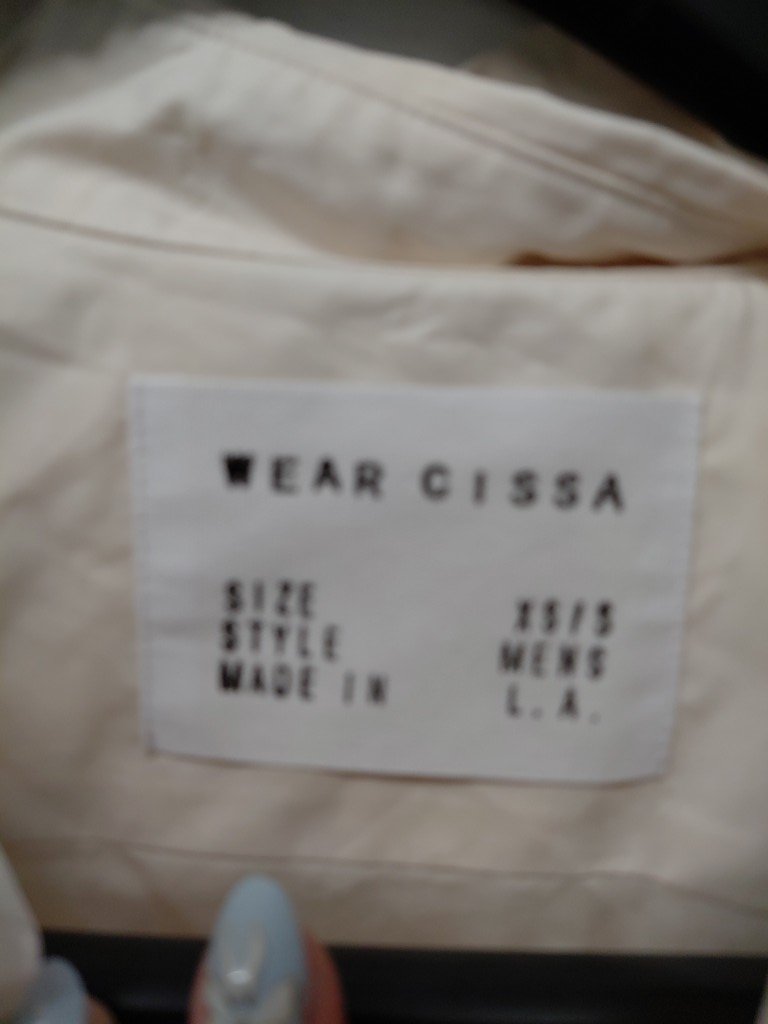 WEAR CISSA
SIZE XS/S
STYLE MENS
MADE IN L.A.